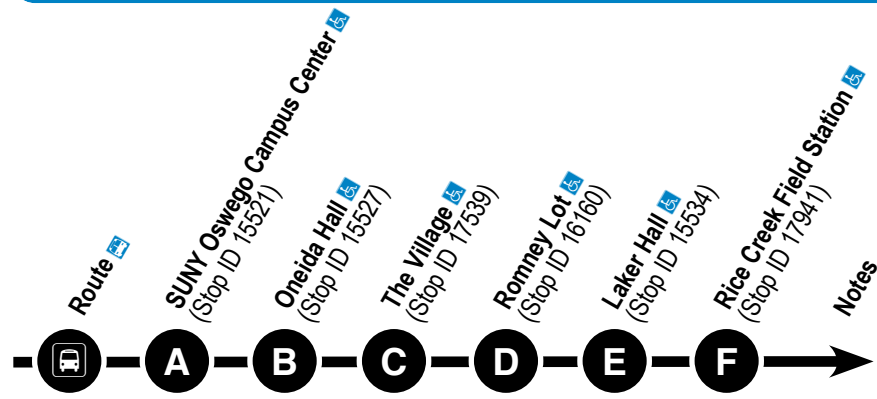 Route
SUNY Oswego Campus Center
(Stop ID 15521)
Oneida Hall
(Stop ID 15527)
The Village
(Stop ID 17539)
Romney Lot
(Stop ID 16160)
Laker Hall
(Stop ID 15534)
Rice Creek Field Station
(Stop ID 17941)
Notes
A B C D E F